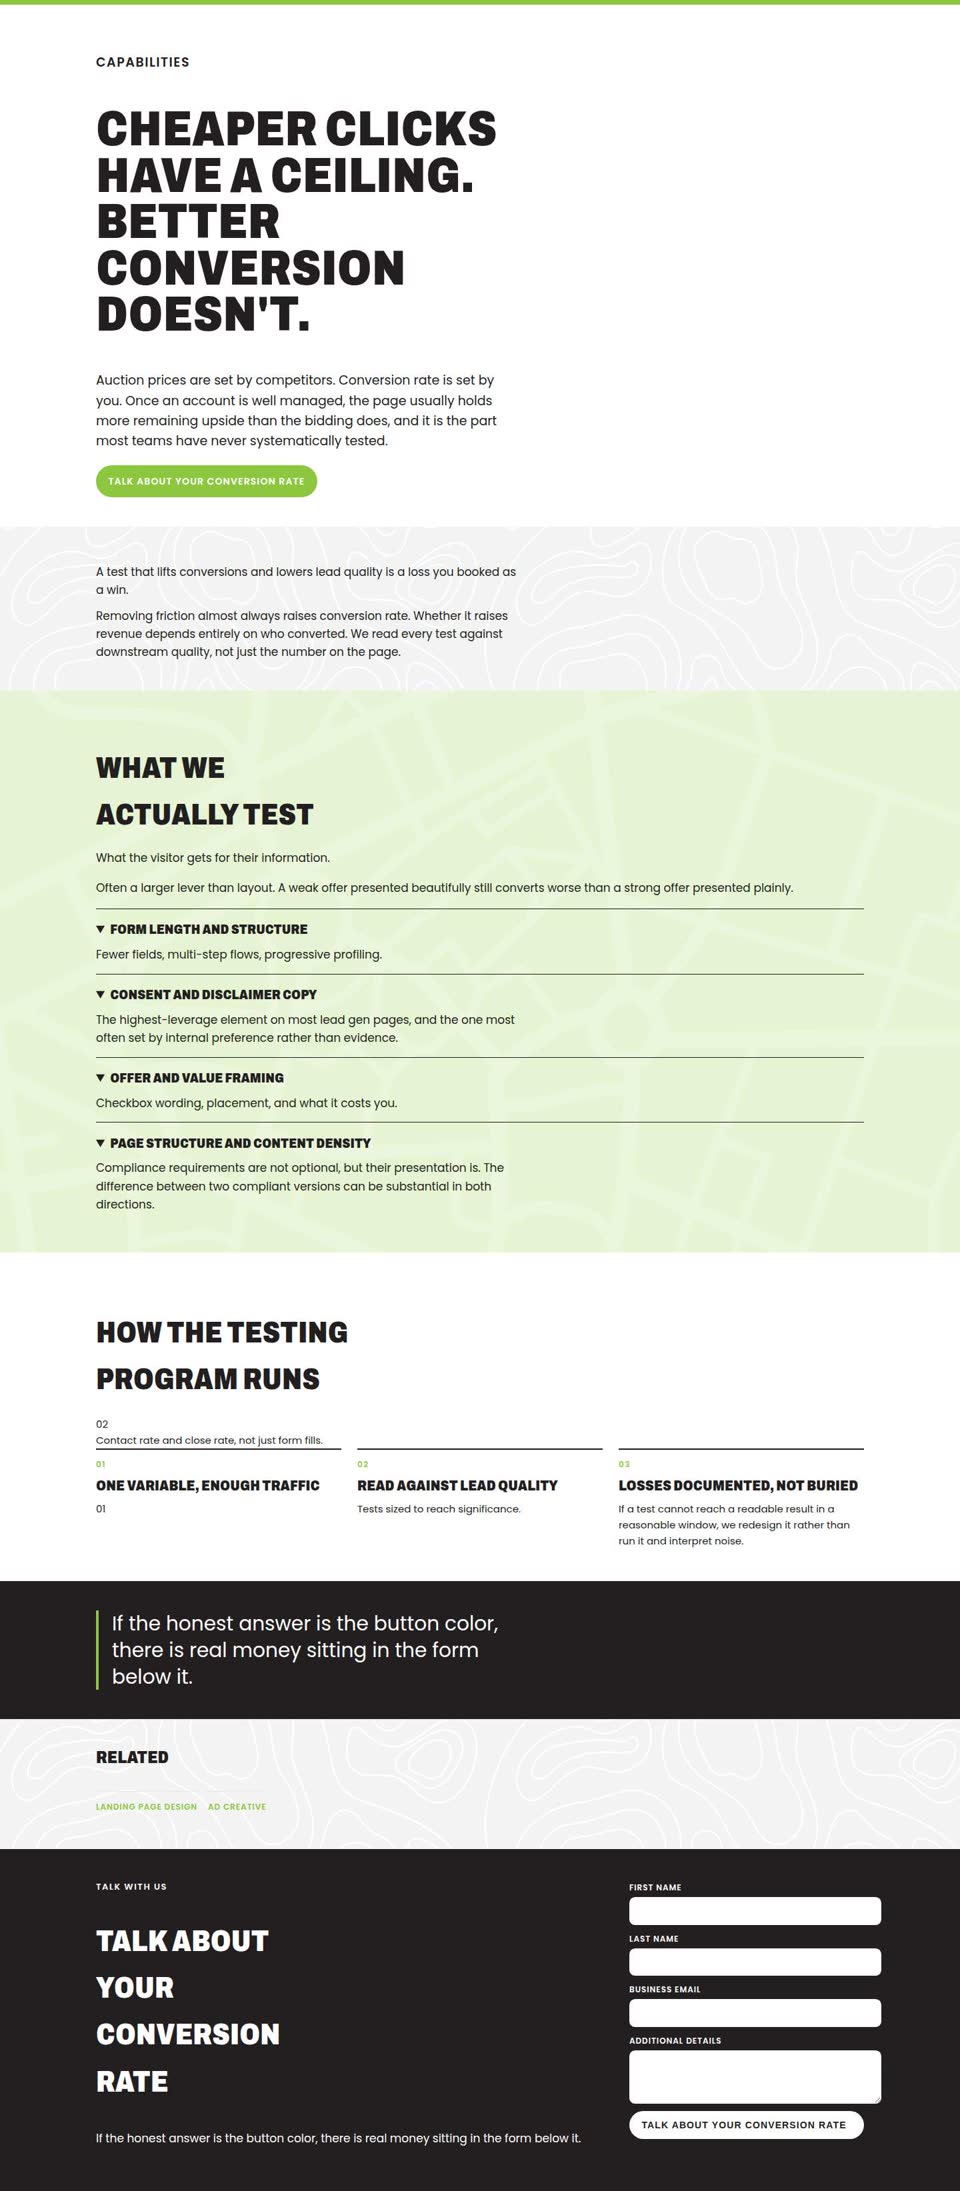 CAPABILITIES
CHEAPER CLICKS
HAVE A CEILING.
BETTER
CONVERSION
DOESN'T.
Auction prices are set by competitors. Conversion rate is set by
you. Once an account is well managed, the page usually holds
more remaining upside than the bidding does, and it is the part
most teams have never systematically tested.
TALK ABOUT YOUR CONVERSION RATE
A test that lifts conversions and lowers lead quality is a loss you booked as
a win.
Removing friction almost always raises conversion rate. Whether it raises
revenue depends entirely on who converted. We read every test against
downstream quality, not just the number on the page.
WHAT WE
ACTUALLY TEST
What the visitor gets for their information.
Often a larger lever than layout. A weak offer presented beautifully still converts worse than a strong offer presented plainly.
FORM LENGTH AND STRUCTURE
Fewer fields, multi-step flows, progressive profiling.
CONSENT AND DISCLAIMER COPY
The highest-leverage element on most lead gen pages, and the one most
often set by internal preference rather than evidence.
OFFER AND VALUE FRAMING
Checkbox wording, placement, and what it costs you.
PAGE STRUCTURE AND CONTENT DENSITY
Compliance requirements are not optional, but their presentation is. The
difference between two compliant versions can be substantial in both
directions.
HOW THE TESTING
PROGRAM RUNS
02
Contact rate and close rate, not just form fills.
01
ONE VARIABLE, ENOUGH TRAFFIC
01
02
READ AGAINST LEAD QUALITY
Tests sized to reach significance.
03
LOSSES DOCUMENTED, NOT BURIED
If a test cannot reach a readable result in a
reasonable window, we redesign it rather than
run it and interpret noise.
If the honest answer is the button color,
there is real money sitting in the form
below it.
RELATED
LANDING PAGE DESIGN AD CREATIVE
TALK WITH US
TALK ABOUT
YOUR
CONVERSION
RATE
If the honest answer is the button color, there is real money sitting in the form below it.
FIRST NAME
LAST NAME
BUSINESS EMAIL
ADDITIONAL DETAILS
TALK ABOUT YOUR CONVERSION RATE